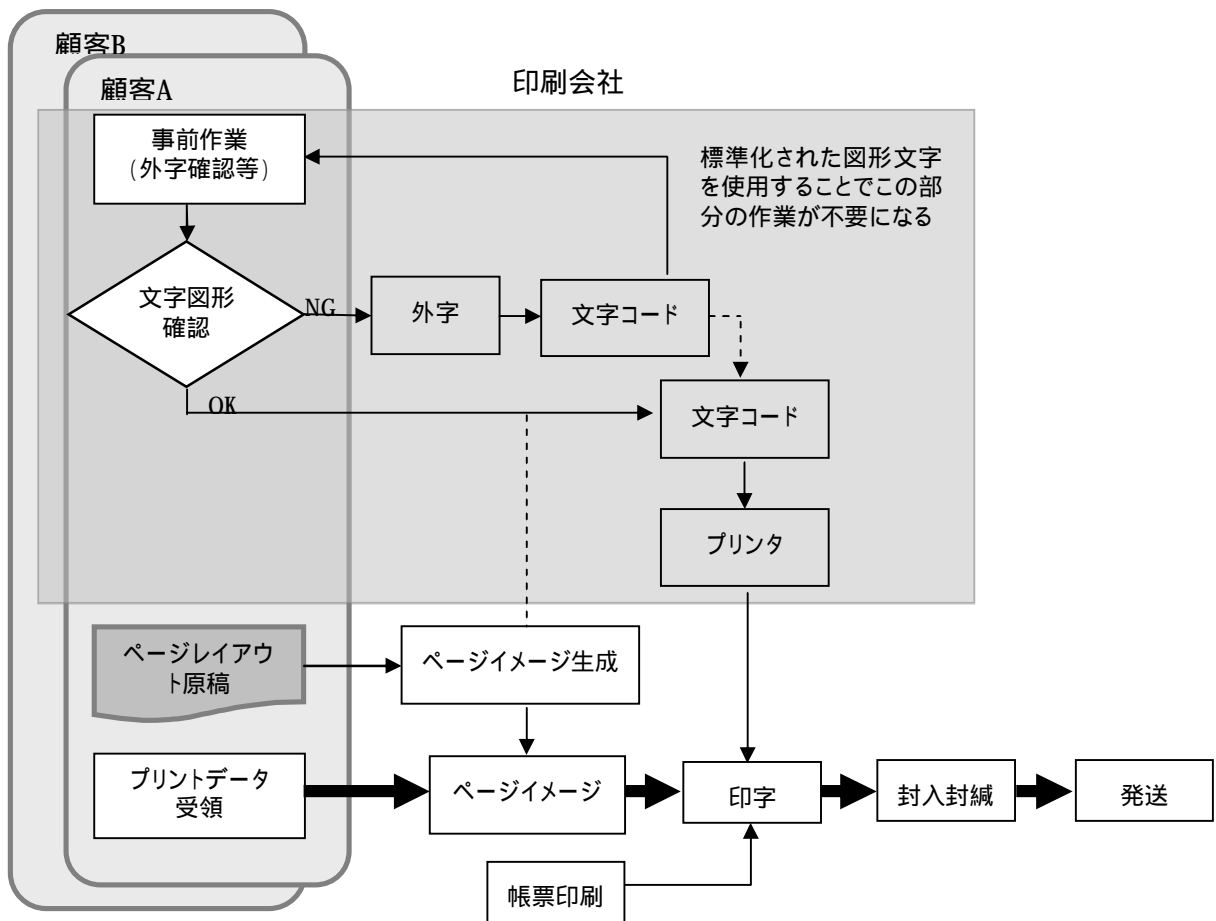 顧客B
顧客A
印刷会社
事前作業
(外字確認等)
標準化された図形文字
を使用することでこの部
分の作業が不要になる
文字図形
確認
NG
外字
文字コード
OK
文字コード
プリンタ
ページレイアウ
ト原稿
ページイメージ生成
プリントデータ
受領
ページイメージ
印字
封入封緘
発送
帳票印刷